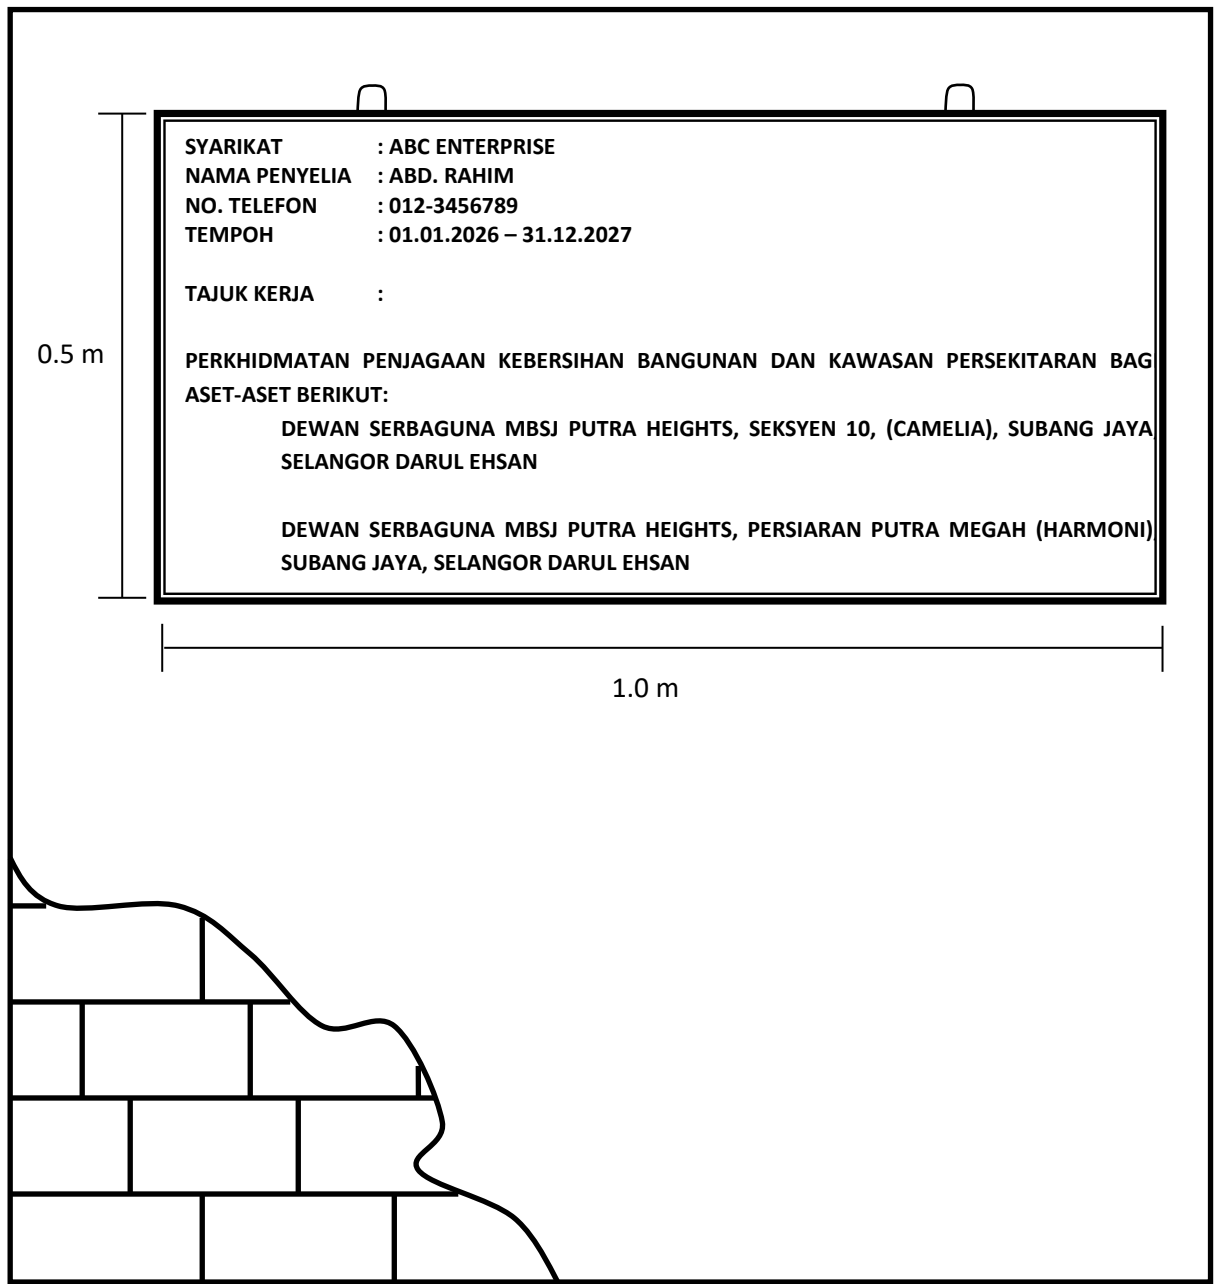 SYARIKAT : ABC ENTERPRISE
NAMA PENYELIA : ABD. RAHIM
NO. TELEFON : 012-3456789
TEMPOH : 01.01.2026 – 31.12.2027
TAJUK KERJA :
0.5 m
PERKHIDMATAN PENJAGAAN KEBERSIHAN BANGUNAN DAN KAWASAN PERSEKITARAN BAG
ASET-ASET BERIKUT:
DEWAN SERBAGUNA MBSJ PUTRA HEIGHTS, SEKSYEN 10, (CAMELIA), SUBANG JAYA,
SELANGOR DARUL EHSAN
DEWAN SERBAGUNA MBSJ PUTRA HEIGHTS, PERSIARAN PUTRA MEGAH (HARMONI),
SUBANG JAYA, SELANGOR DARUL EHSAN
1.0 m